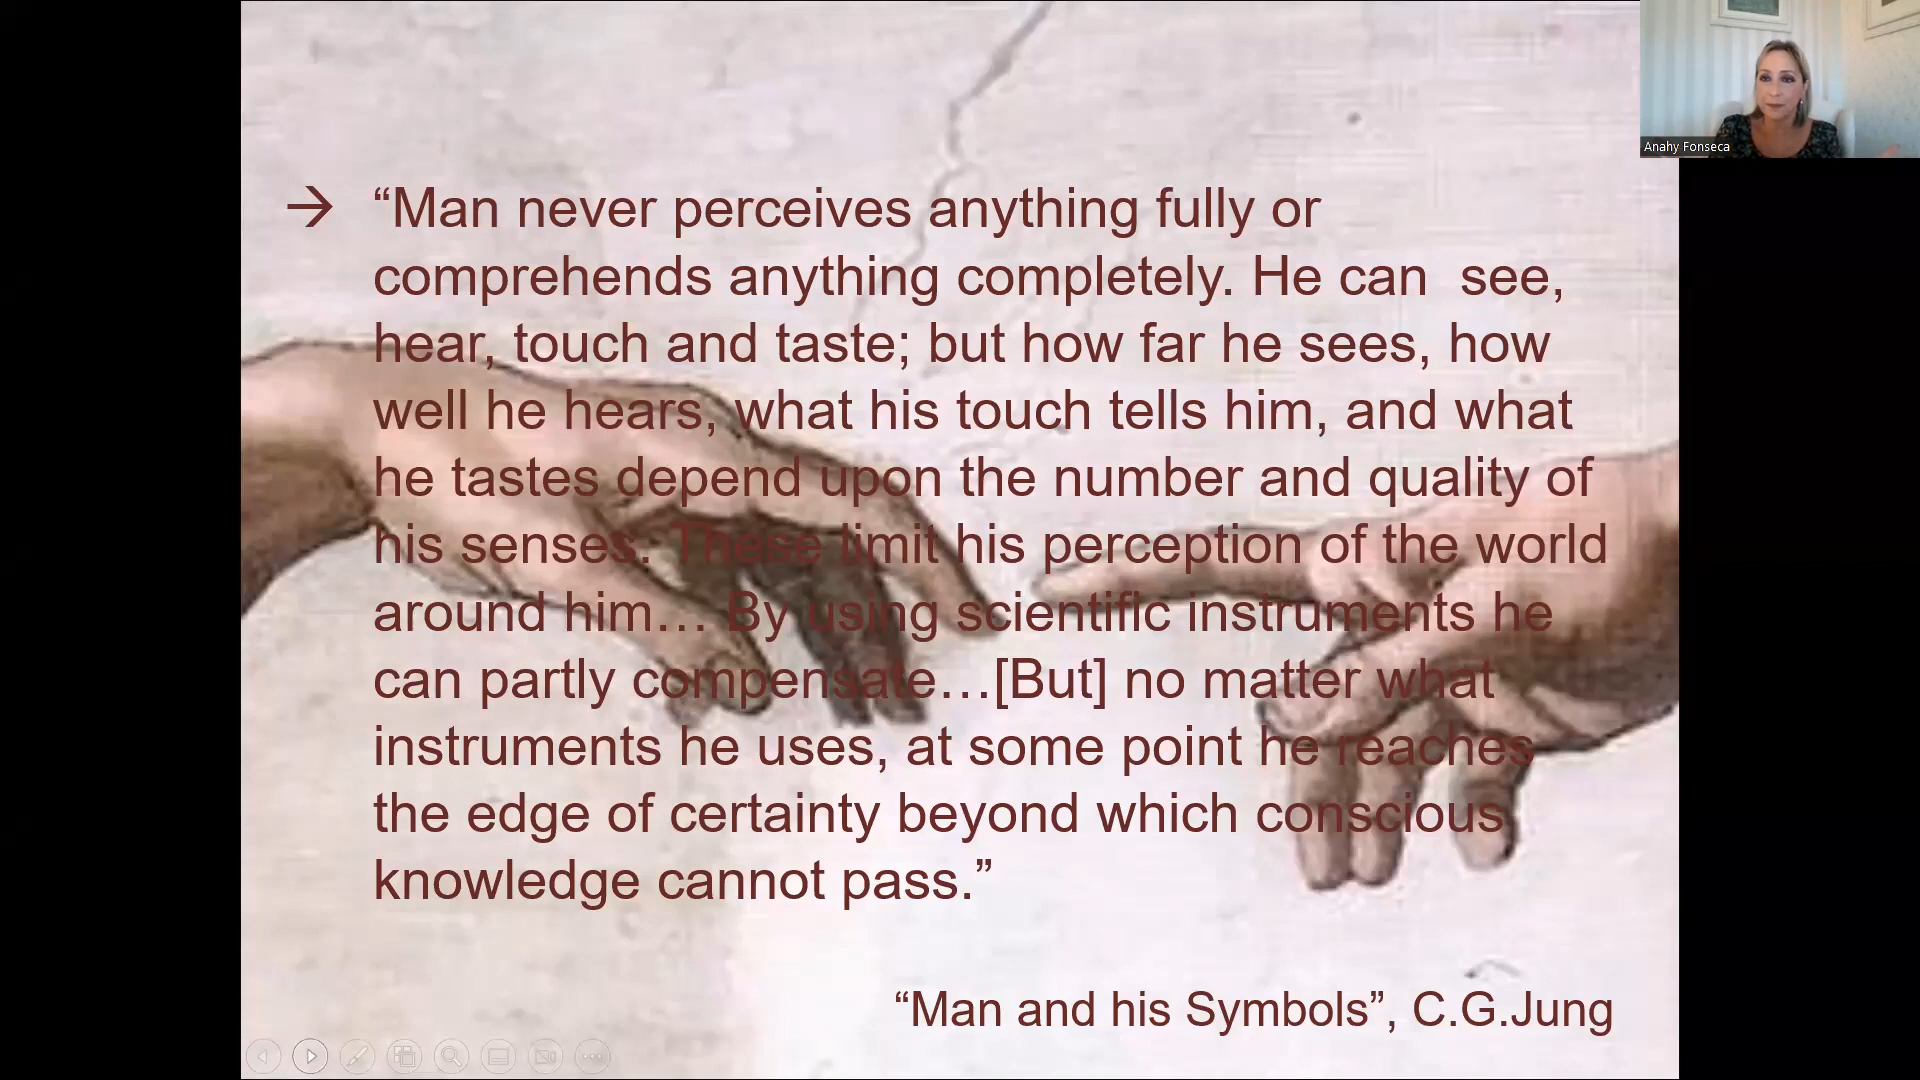 Anahy Fonseca
→ “Man never perceives anything fully or
comprehends anything completely. He can  see,
hear, touch and taste; but how far he sees, how
well he hears, what his touch tells him, and what
he tastes depend upon the number and quality of
his senses. These limit his perception of the world
around him… By using scientific instruments he
can partly compensate…[But] no matter what
instruments he uses, at some point he reaches
the edge of certainty beyond which conscious
knowledge cannot pass.”
“Man and his Symbols”, C.G.Jung